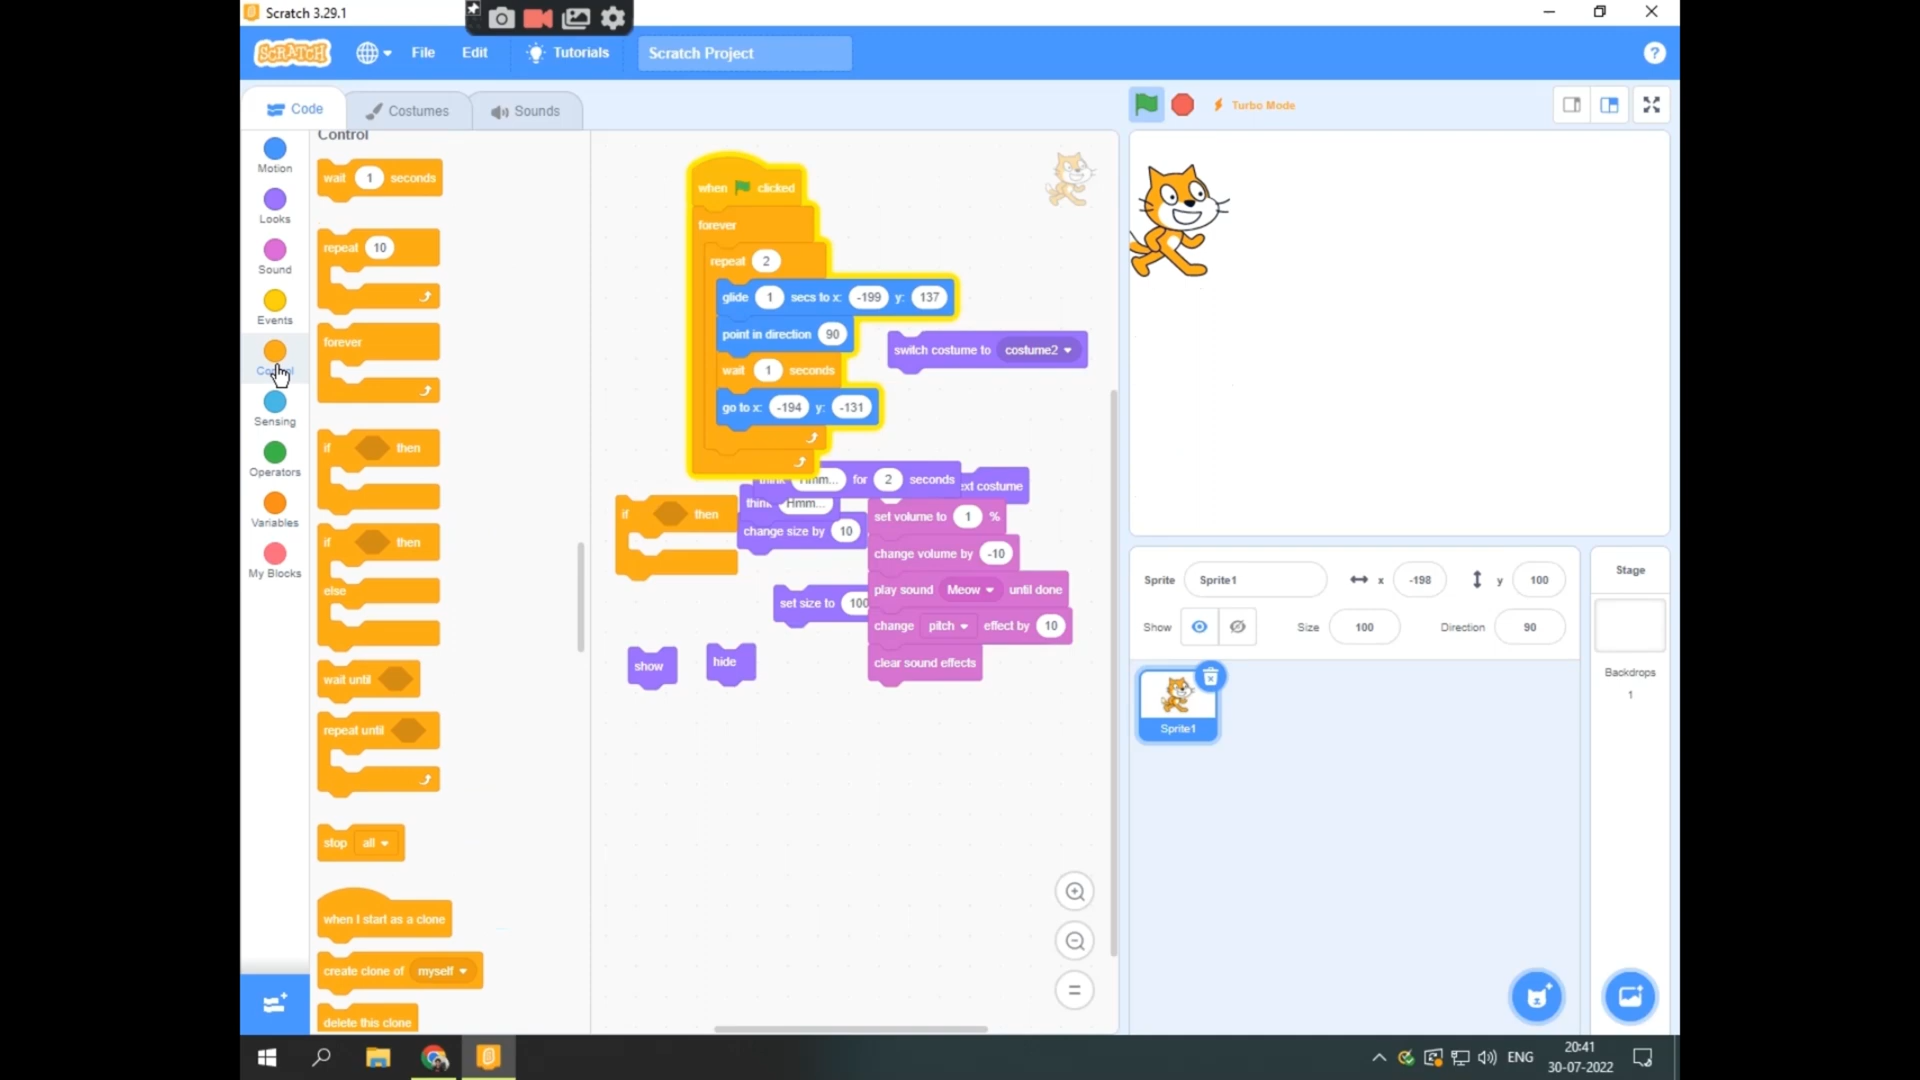 Scratch 3.29.1
SCRATCH
File
Edit
Tutorials
Scratch Project
Code
Costumes
Sounds
Turbo Mode
Motion
Looks
Sound
Events
Control
Sensing
Operators
Variables
My Blocks
Control
wait 1 seconds
repeat 10
forever
if then
if then
else
wait until
repeat until
stop all
when I start as a clone
create clone of myself
delete this clone
when clicked
forever
repeat 2
glide 1 secs to x: -199 y: 137
point in direction 90
wait 1 seconds
go to x: -194 y: -131
switch costume to costume2
think Hmm... for 2 seconds
costume
think Hmm...
change size by 10
if then
set size to 100
show
hide
set volume to 1 %
change volume by -10
play sound Meow until done
change pitch effect by 10
clear sound effects
Sprite Sprite1 x -198 y 100
Show Size 100 Direction 90
Sprite1
Stage
Backdrops
1
ENG
20:41
30-07-2022